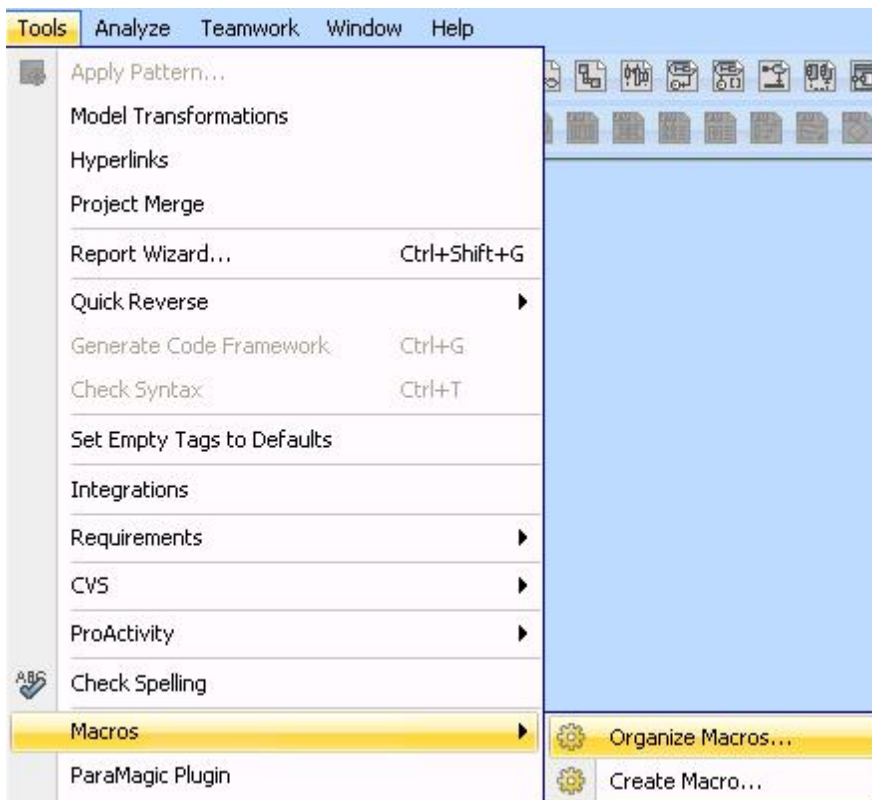 Tools Analyze Teamwork Window Help
Apply Pattern...
Model Transformations
Hyperlinks
Project Merge
Report Wizard... Ctrl+Shift+G
Quick Reverse
Generate Code Framework Ctrl+G
Check Syntax Ctrl+T
Set Empty Tags to Defaults
Integrations
Requirements
CVS
ProActivity
ABC Check Spelling
Macros Organize Macros...
ParaMagic Plugin Create Macro...